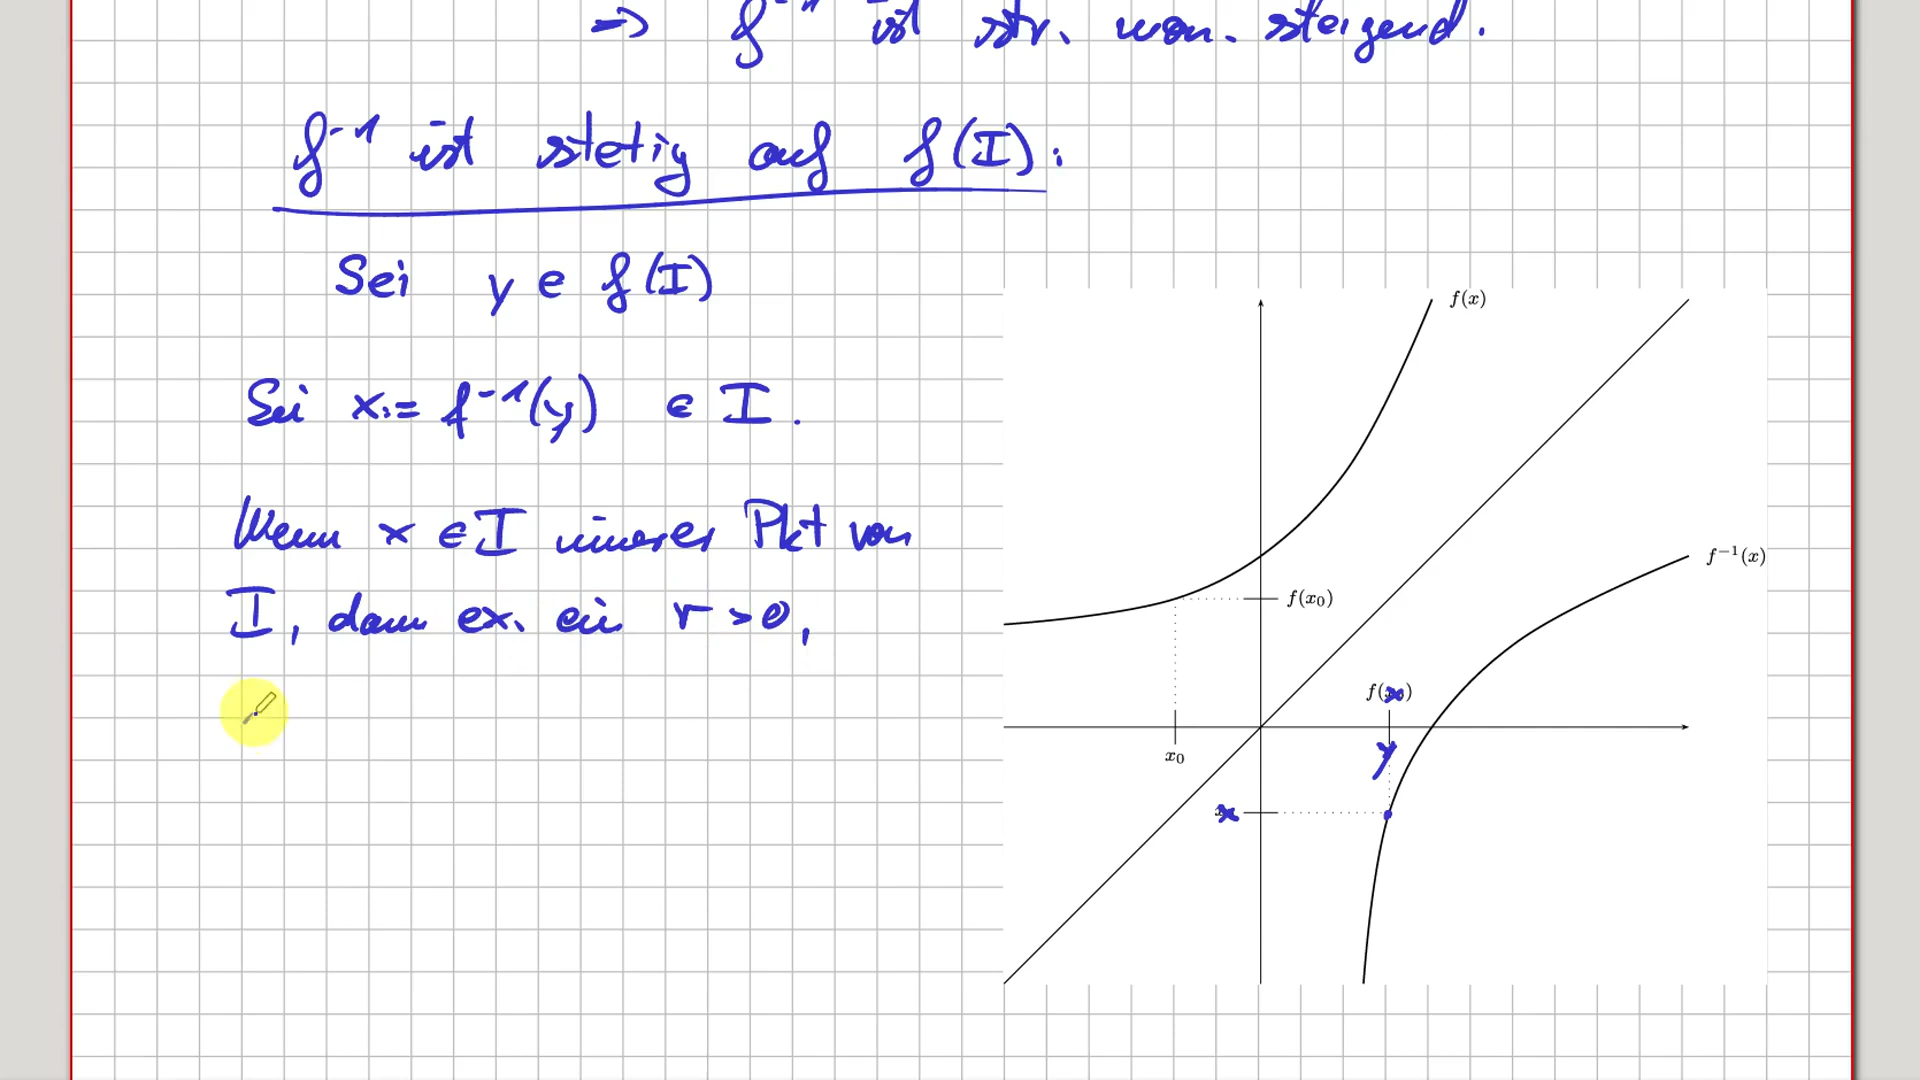 => f⁻¹ ist str. mon. steigend.
f⁻¹ ist stetig auf f(I):
Sei y ∈ f(I)
Sei x := f⁻¹(y) ∈ I.
Wenn x ∈ I innerer Pkt von
I, dann ex. ein r > 0,
f(x)
f⁻¹(x)
f(x₀)
f(x)
x₀
y
x